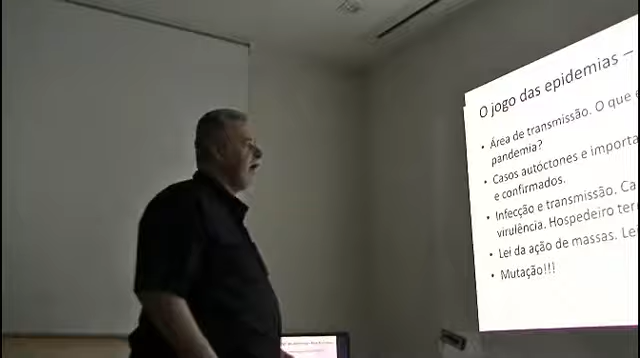 O jogo das epidemias –
• Área de transmissão. O que
pandemia?
• Casos autóctones e importa
e confirmados.
• Infecção e transmissão. Ca
virulência. Hospedeiro ter
• Lei da ação de massas. Le
• Mutação!!!